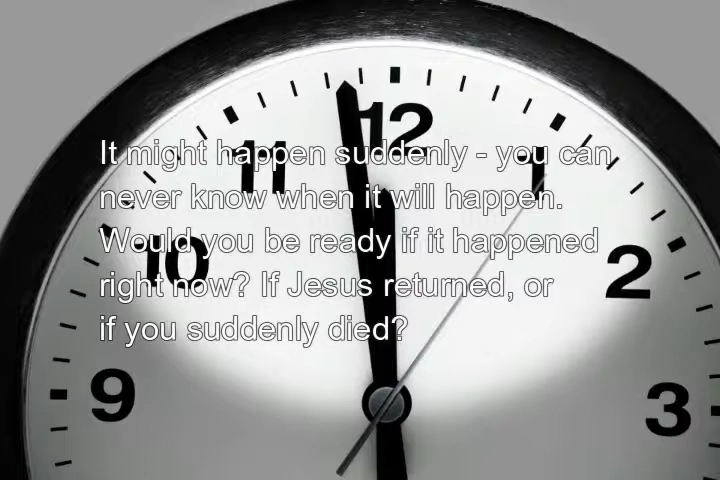 It might happen suddenly - you can
never know when it will happen.
Would you be ready if it happened
right now? If Jesus returned, or
if you suddenly died?
11
12
1
10
2
9
3